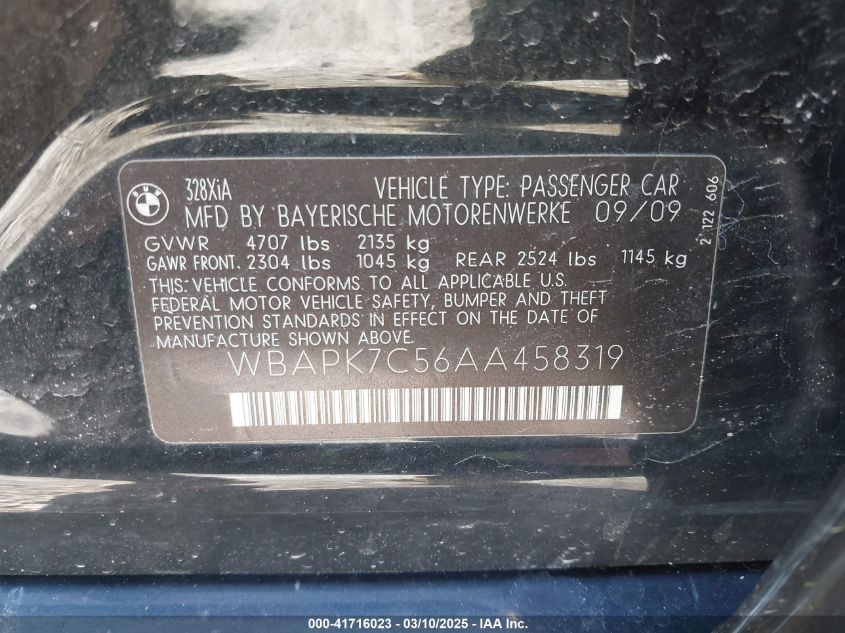 BMW
328XiA VEHICLE TYPE: PASSENGER CAR
MFD BY BAYERISCHE MOTORENWERKE 09/09
GVWR 4707 lbs 2135 kg
GAWR FRONT. 2304 lbs 1045 kg REAR 2524 lbs 1145 kg
THIS: VEHICLE CONFORMS TO ALL APPLICABLE U.S.
FEDERAL MOTOR VEHICLE SAFETY, BUMPER AND THEFT
PREVENTION STANDARDS IN EFFECT ON THE DATE OF
MANUFACTURE SHOWN ABOVE.
WBAPK7C56AA458319
2 122 606
000-41716023 — 03/10/2025 - IAAI.com